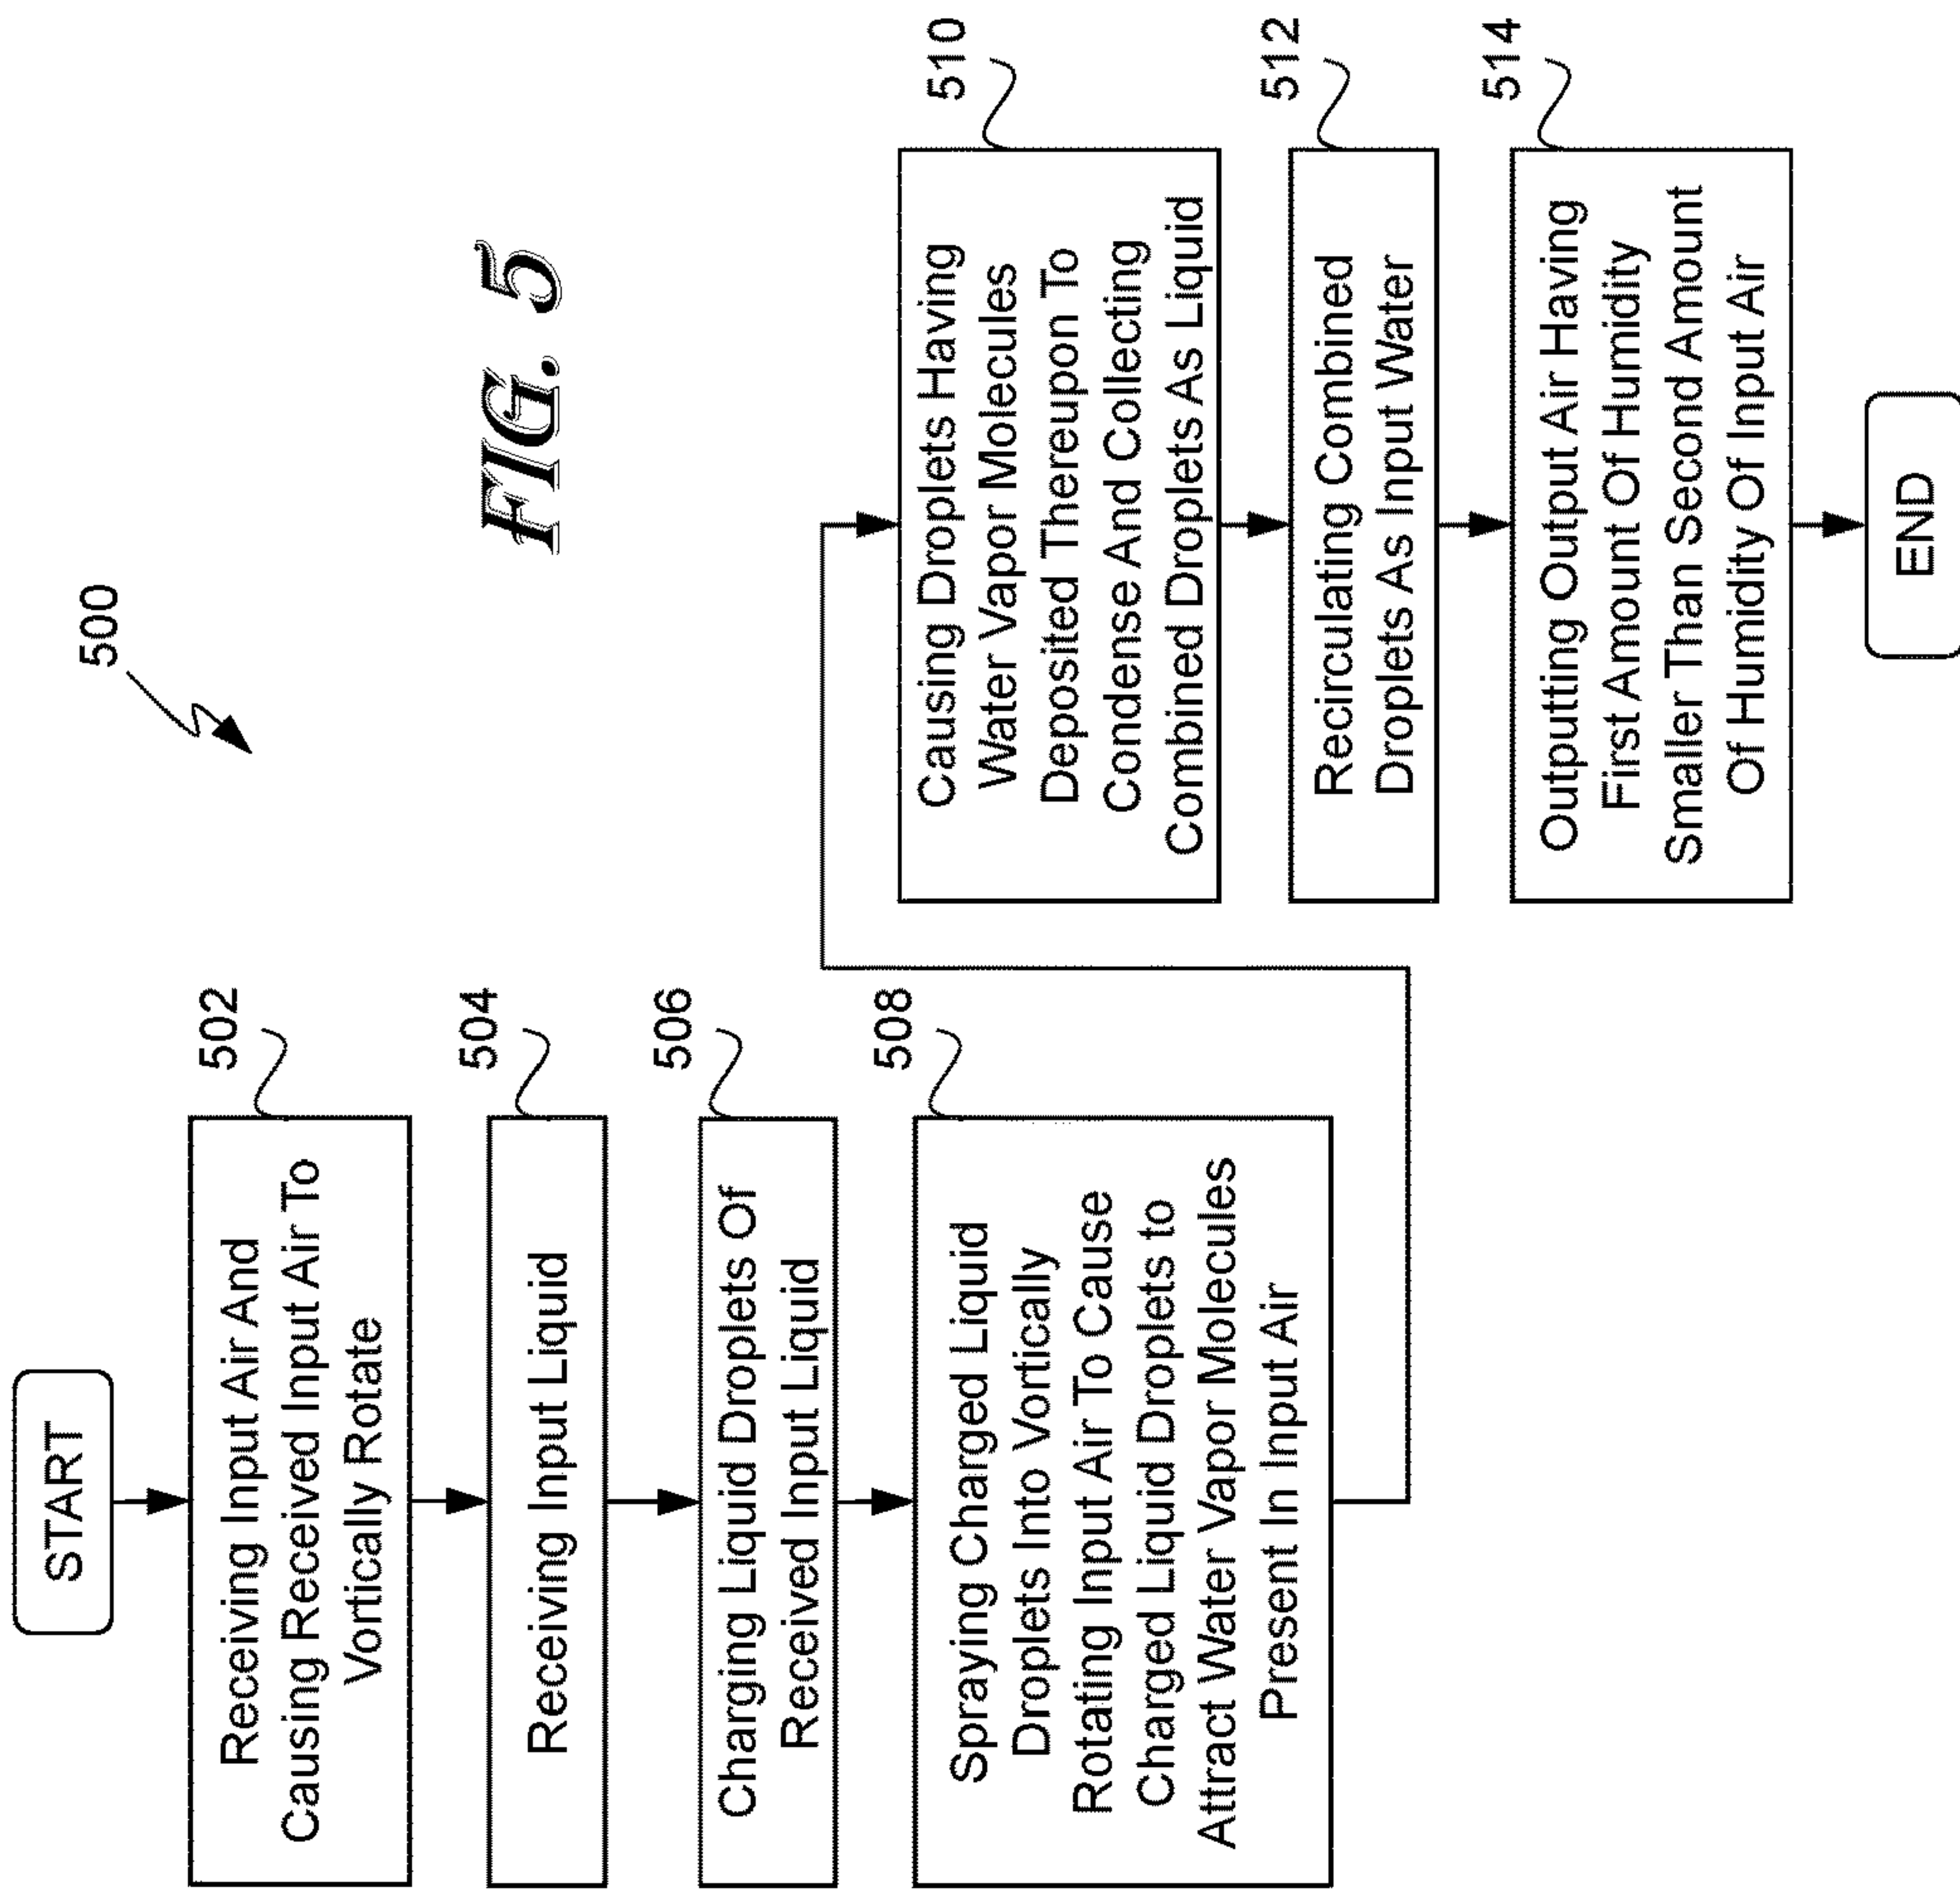 500
FIG. 5
START
502
Receiving Input Air And
Causing Received Input Air To
Vortically Rotate
504
Receiving Input Liquid
506
Charging Liquid Droplets Of
Received Input Liquid
508
Spraying Charged Liquid
Droplets Into Vortically
Rotating Input Air To Cause
Charged Liquid Droplets to
Attract Water Vapor Molecules
Present In Input Air
510
Causing Droplets Having
Water Vapor Molecules
Deposited Thereupon To
Condense And Collecting
Combined Droplets As Liquid
512
Recirculating Combined
Droplets As Input Water
514
Outputting Output Air Having
First Amount Of Humidity
Smaller Than Second Amount
Of Humidity Of Input Air
END